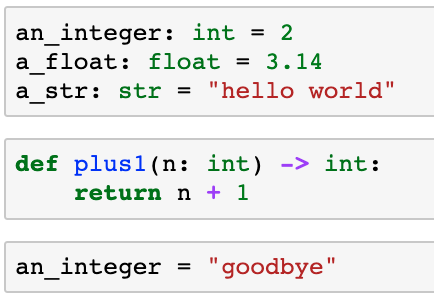 an_integer: int = 2
a_float: float = 3.14
a_str: str = "hello world"
def plus1(n: int) -> int:
    return n + 1
an_integer = "goodbye"